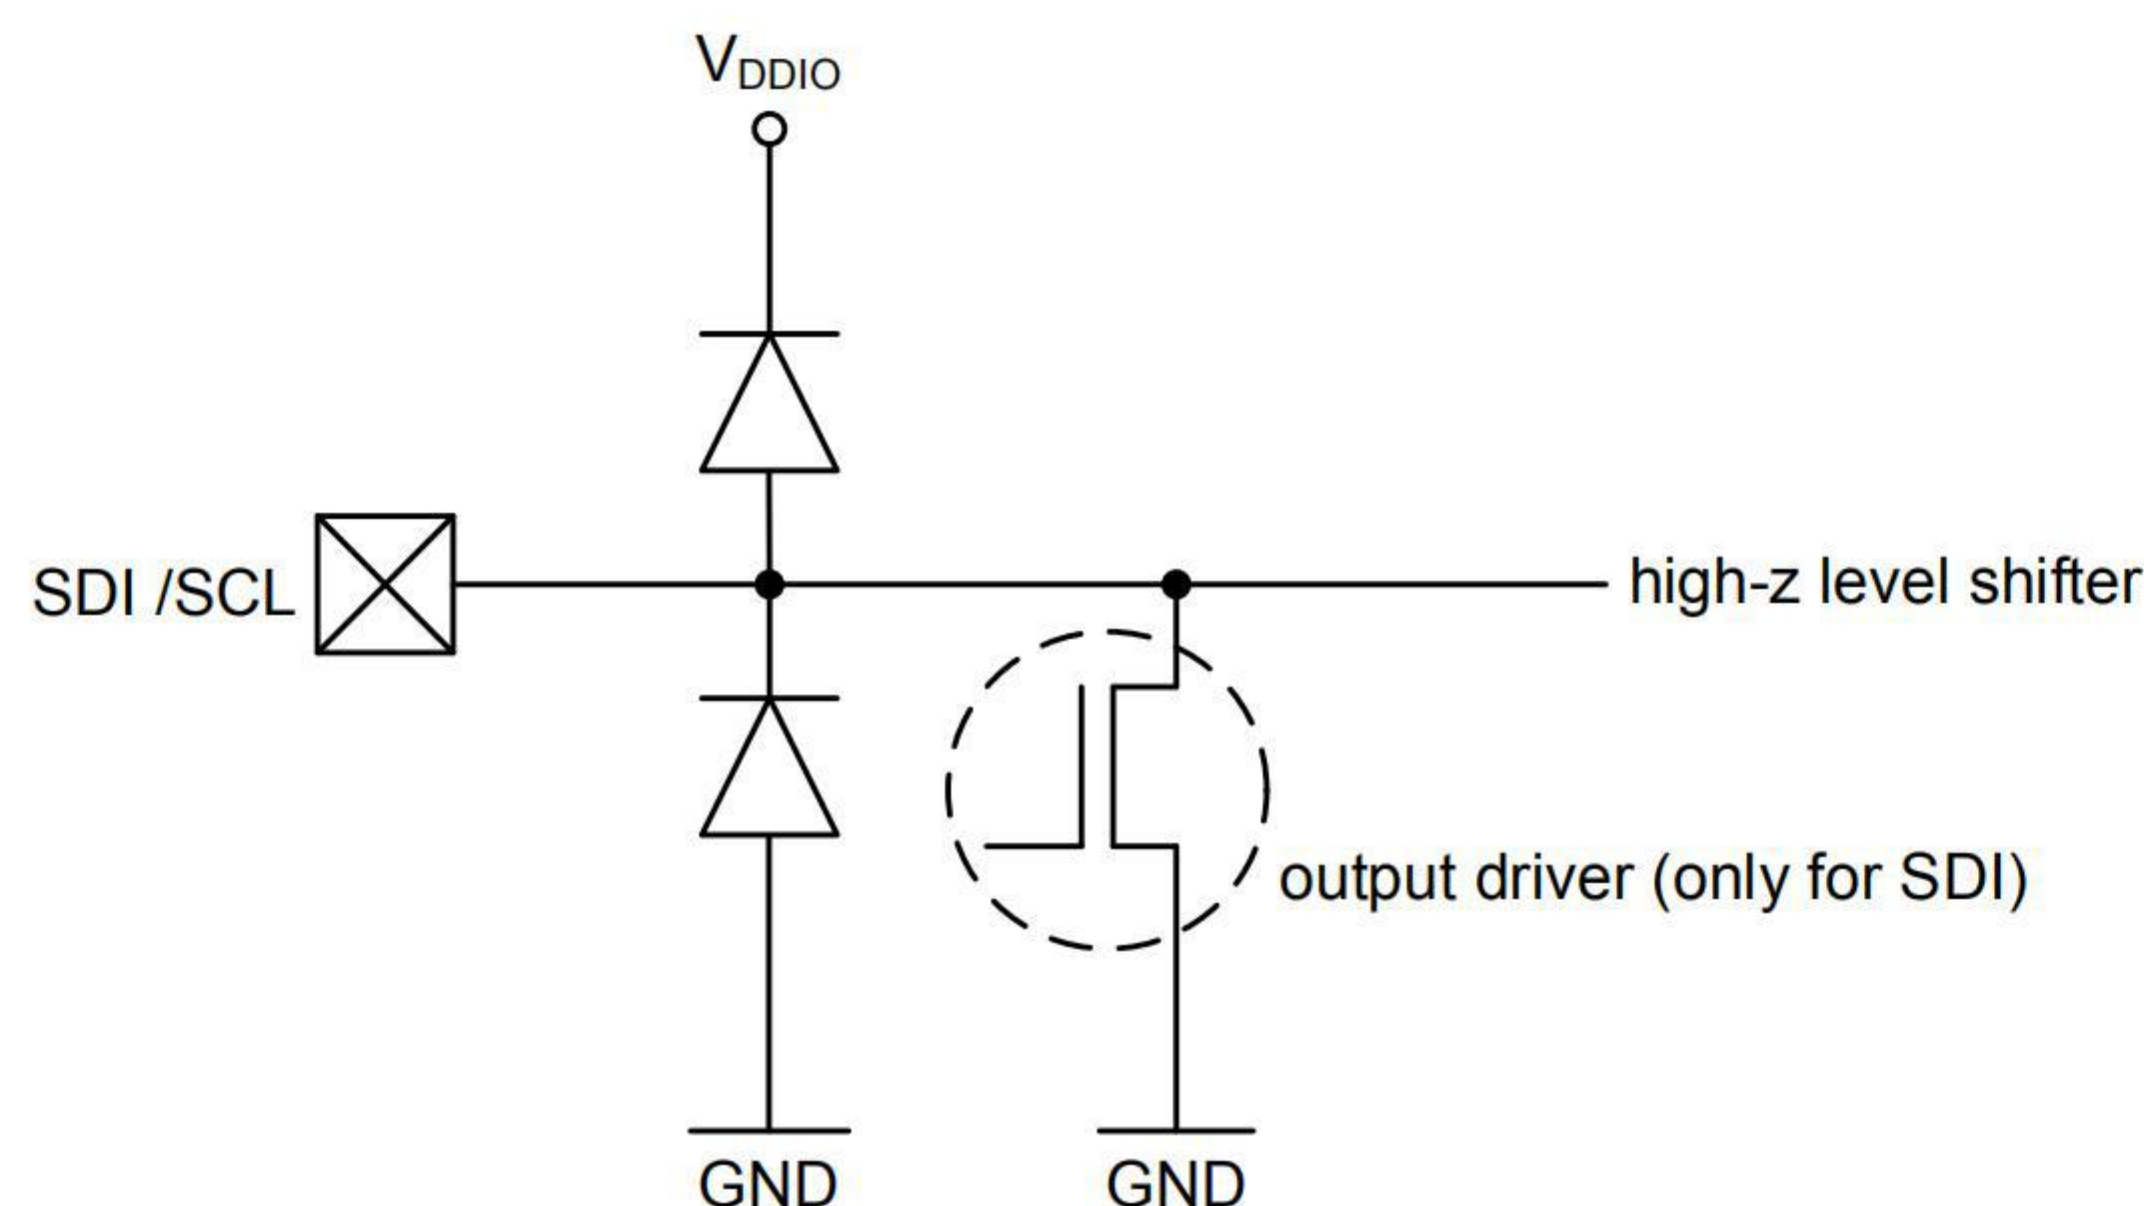 VDDIO
SDI /SCL
high-z level shifter
output driver (only for SDI)
GND
GND